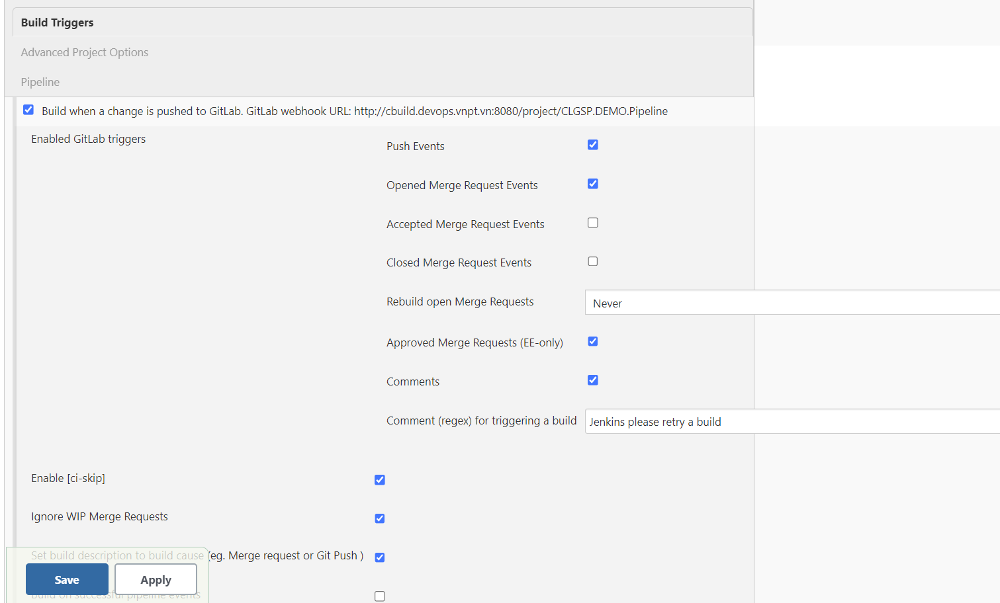 Build Triggers
Advanced Project Options
Pipeline
Build when a change is pushed to GitLab. GitLab webhook URL: http://cbuild.devops.vnpt.vn:8080/project/CLGSP.DEMO.Pipeline
Enabled GitLab triggers
Push Events
Opened Merge Request Events
Accepted Merge Request Events
Closed Merge Request Events
Rebuild open Merge Requests Never
Approved Merge Requests (EE-only)
Comments
Comment (regex) for triggering a build Jenkins please retry a build
Enable [ci-skip]
Ignore WIP Merge Requests
Set build description to build cause (eg. Merge request or Git Push )
Save Apply
Build on successful pipeline events